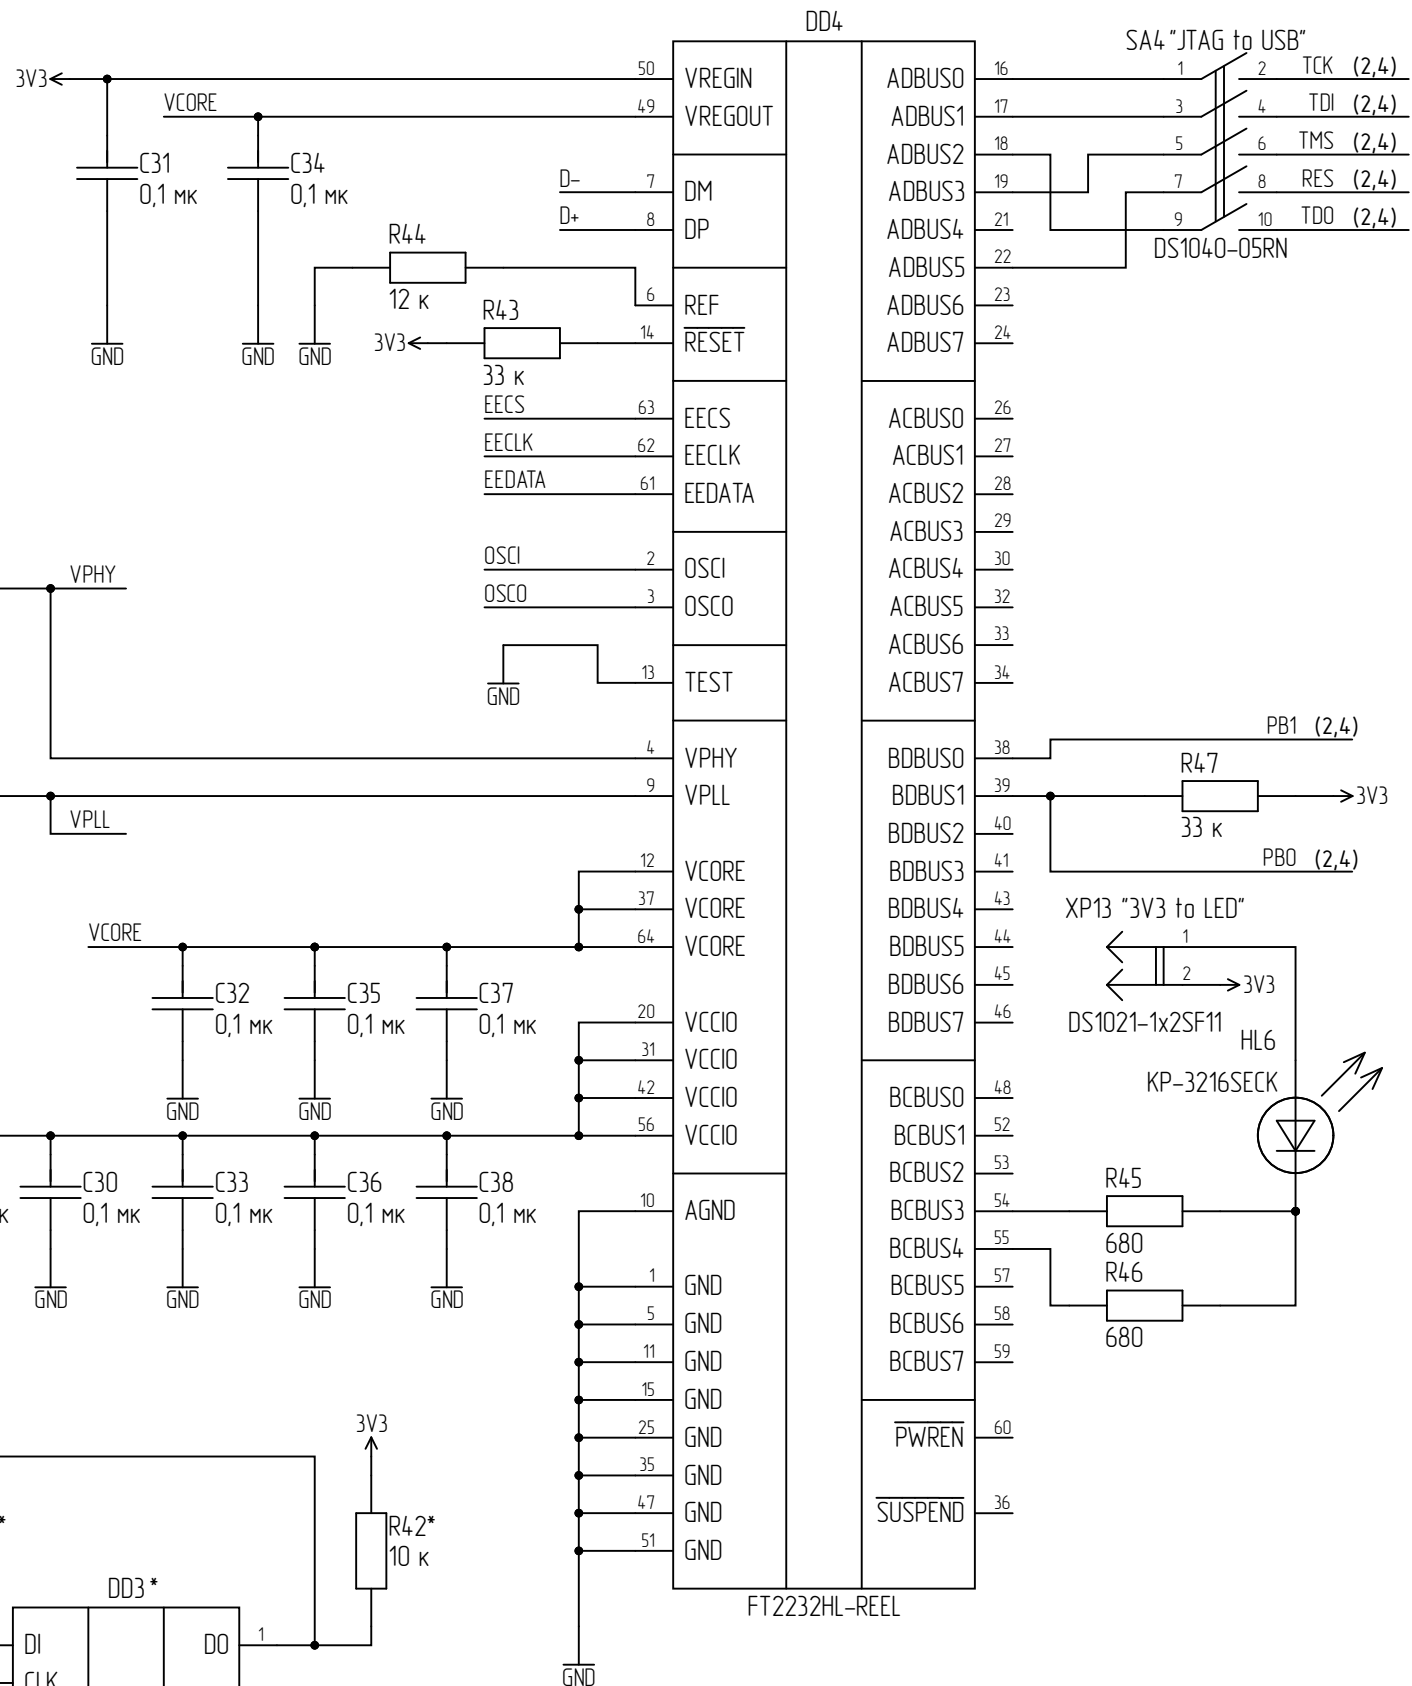 DD4
SA4 "JTAG to USB"
3V3
50 VREGIN
ADBUS0 16
1 2 TCK (2,4)
VCORE
49 VREGOUT
ADBUS1 17
3 4 TDI (2,4)
ADBUS2 18
5 6 TMS (2,4)
C31
0,1 мк
C34
0,1 мк
D- 7 DM
ADBUS3 19
7 8 RES (2,4)
D+ 8 DP
ADBUS4 21
9 10 TDO (2,4)
DS1040-05RN
R44
12 к
ADBUS5 22
6 REF
ADBUS6 23
R43
33 к
3V3
14 RESET
ADBUS7 24
GND
GND
GND
EECS 63 EECS
ACBUS0 26
EECLK 62 EECLK
ACBUS1 27
EEDATA 61 EEDATA
ACBUS2 28
ACBUS3 29
OSCI 2 OSCI
ACBUS4 30
OSCO 3 OSCO
ACBUS5 32
VPHY
ACBUS6 33
13 TEST
ACBUS7 34
GND
4 VPHY
BDBUS0 38
PB1 (2,4)
9 VPLL
BDBUS1 39
R47
33 к
3V3
VPLL
BDBUS2 40
12 VCORE
BDBUS3 41
PB0 (2,4)
37 VCORE
BDBUS4 43
XP13 "3V3 to LED"
VCORE
64 VCORE
BDBUS5 44
1
BDBUS6 45
2 3V3
C32
0,1 мк
C35
0,1 мк
C37
0,1 мк
20 VCCIO
BDBUS7 46
DS1021-1x2SF11
31 VCCIO
HL6
KP-3216SECK
42 VCCIO
BCBUS0 48
GND
GND
GND
56 VCCIO
BCBUS1 52
BCBUS2 53
C30
0,1 мк
C33
0,1 мк
C36
0,1 мк
C38
0,1 мк
к
10 AGND
BCBUS3 54
R45
680
BCBUS4 55
R46
680
1 GND
BCBUS5 57
GND
GND
GND
GND
5 GND
BCBUS6 58
11 GND
BCBUS7 59
15 GND
25 GND
PWREN 60
35 GND
47 GND
SUSPEND 36
51 GND
3V3
R42*
10 к
*
FT2232HL-REEL
DD3 *
DI
DO 1
CLK
GND